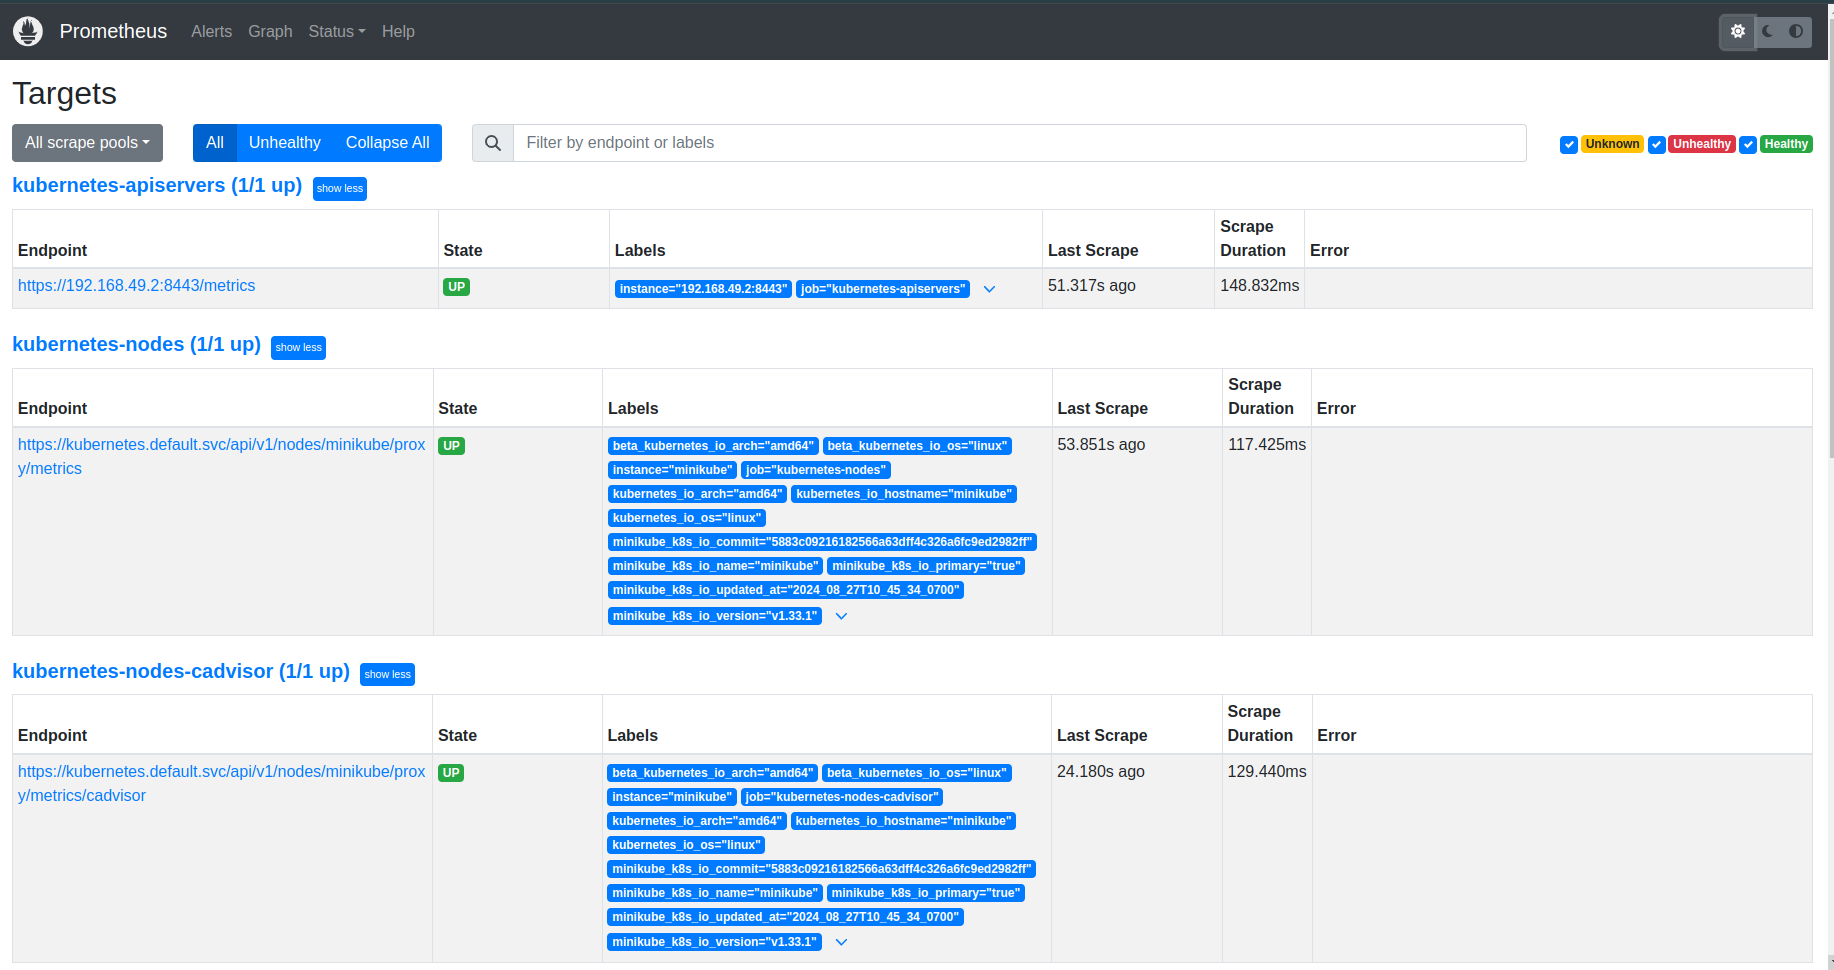 Prometheus Alerts Graph Status Help
Targets
All scrape pools All Unhealthy Collapse All Filter by endpoint or labels Unknown Unhealthy Healthy
kubernetes-apiservers (1/1 up) show less
Endpoint State Labels Last Scrape Scrape Duration Error
https://192.168.49.2:8443/metrics UP instance="192.168.49.2:8443" job="kubernetes-apiservers" 51.317s ago 148.832ms
kubernetes-nodes (1/1 up) show less
Endpoint State Labels Last Scrape Scrape Duration Error
https://kubernetes.default.svc/api/v1/nodes/minikube/prox
y/metrics
UP
beta_kubernetes_io_arch="amd64" beta_kubernetes_io_os="linux"
instance="minikube" job="kubernetes-nodes"
kubernetes_io_arch="amd64" kubernetes_io_hostname="minikube"
kubernetes_io_os="linux"
minikube_k8s_io_commit="5883c09216182566a63dff4c326a6fc9ed2982ff"
minikube_k8s_io_name="minikube" minikube_k8s_io_primary="true"
minikube_k8s_io_updated_at="2024_08_27T10_45_34_0700"
minikube_k8s_io_version="v1.33.1"
53.851s ago 117.425ms
kubernetes-nodes-cadvisor (1/1 up) show less
Endpoint State Labels Last Scrape Scrape Duration Error
https://kubernetes.default.svc/api/v1/nodes/minikube/prox
y/metrics/cadvisor
UP
beta_kubernetes_io_arch="amd64" beta_kubernetes_io_os="linux"
instance="minikube" job="kubernetes-nodes-cadvisor"
kubernetes_io_arch="amd64" kubernetes_io_hostname="minikube"
kubernetes_io_os="linux"
minikube_k8s_io_commit="5883c09216182566a63dff4c326a6fc9ed2982ff"
minikube_k8s_io_name="minikube" minikube_k8s_io_primary="true"
minikube_k8s_io_updated_at="2024_08_27T10_45_34_0700"
minikube_k8s_io_version="v1.33.1"
24.180s ago 129.440ms